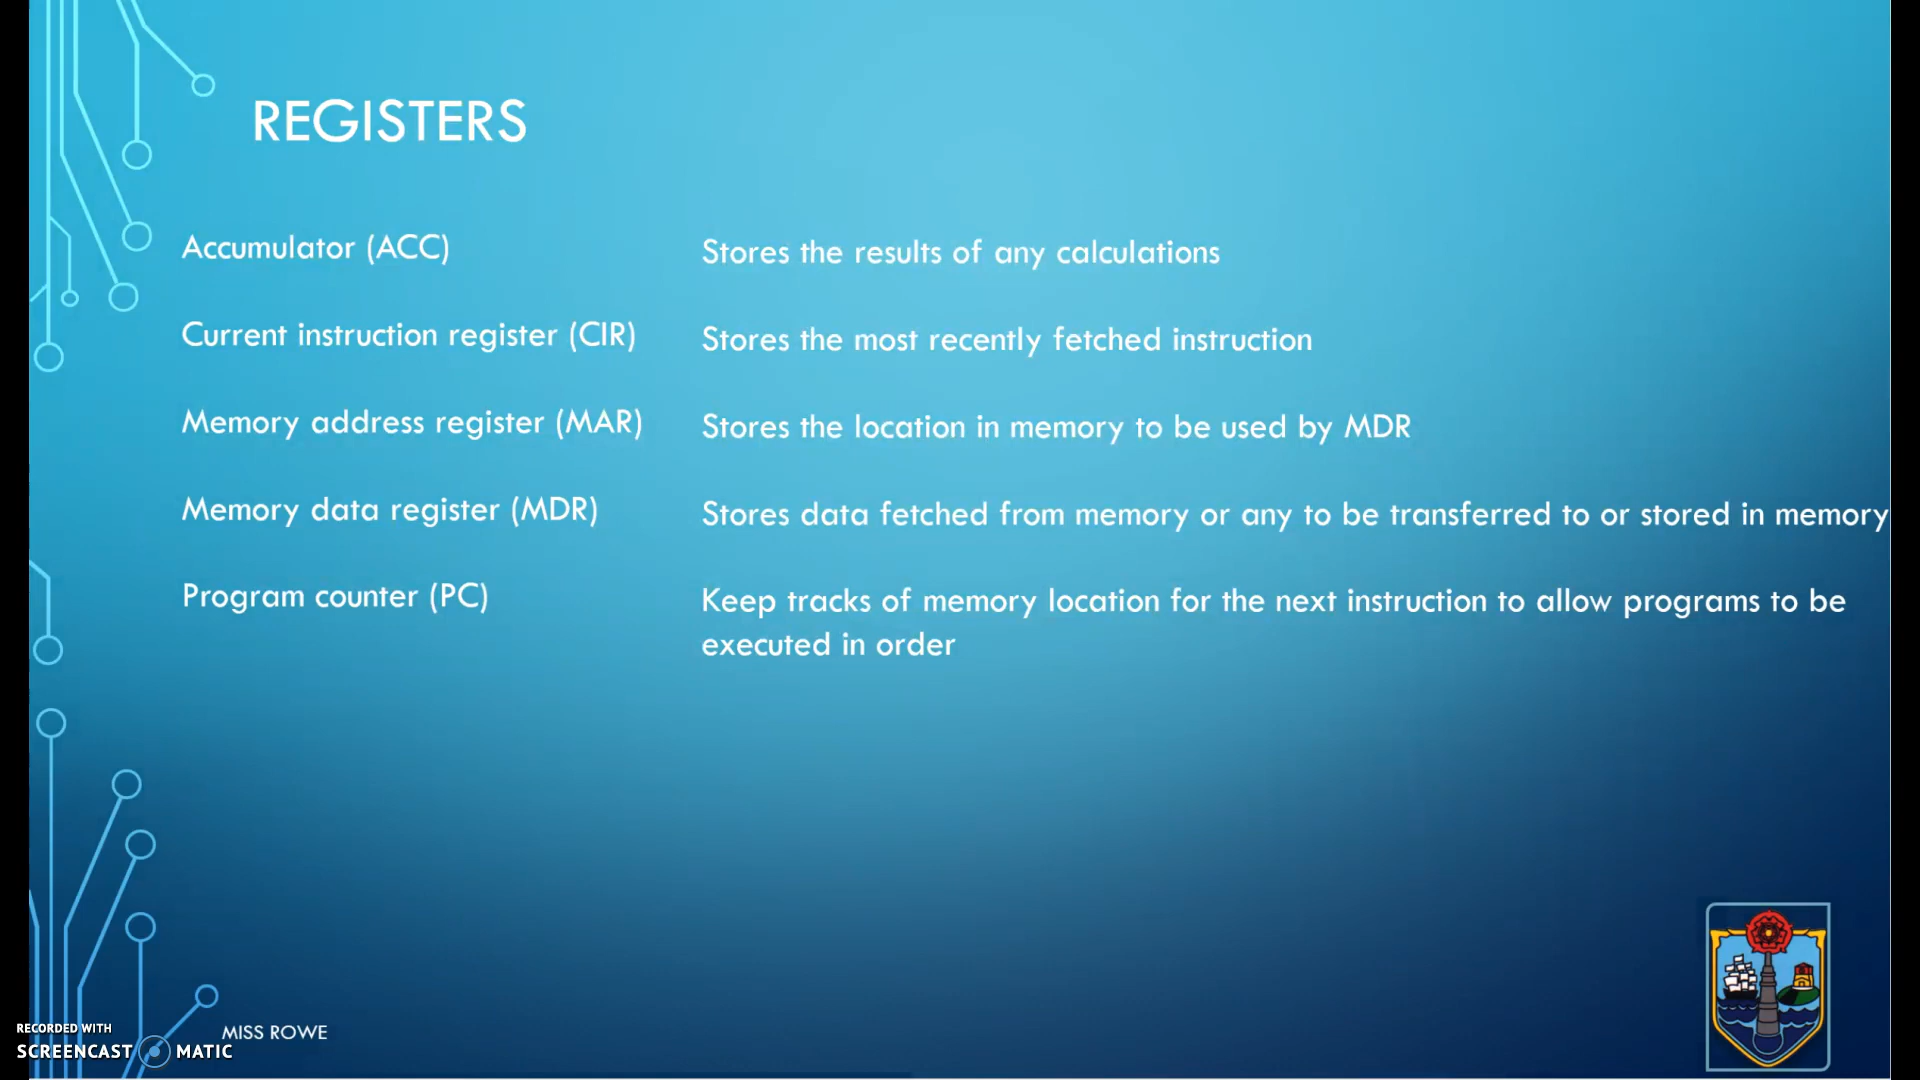 REGISTERS
Accumulator (ACC)
Stores the results of any calculations
Current instruction register (CIR)
Stores the most recently fetched instruction
Memory address register (MAR)
Stores the location in memory to be used by MDR
Memory data register (MDR)
Stores data fetched from memory or any to be transferred to or stored in memory
Program counter (PC)
Keep tracks of memory location for the next instruction to allow programs to be
executed in order
MISS ROWE
RECORDED WITH
SCREENCAST MATIC